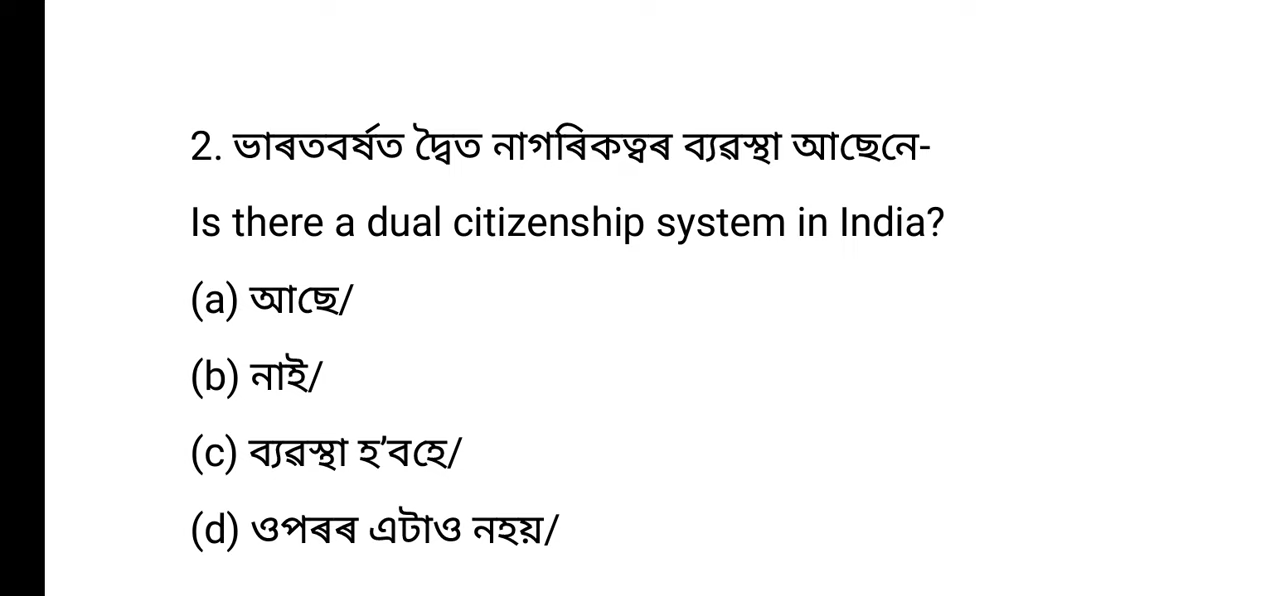 2. ভাৰতবৰ্ষত দ্বৈত নাগৰিকত্বৰ ব্যৱস্থা আছেনে-
Is there a dual citizenship system in India?
(a) আছে/
(b) নাই/
(c) ব্যৱস্থা হ’বহে/
(d) ওপৰৰ এটাও নহয়/